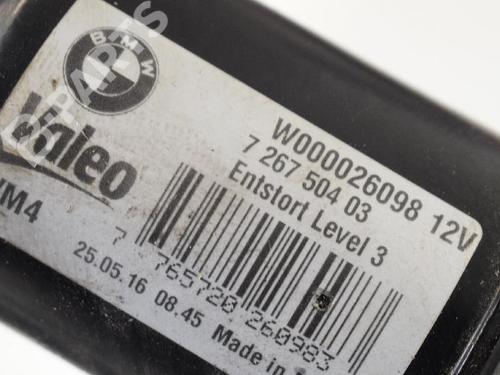 BMW
Valeo
W000026098 12V
7 267 504 03
Entstort Level 3
7 765720 260983
25.05.16 08.45 Made in